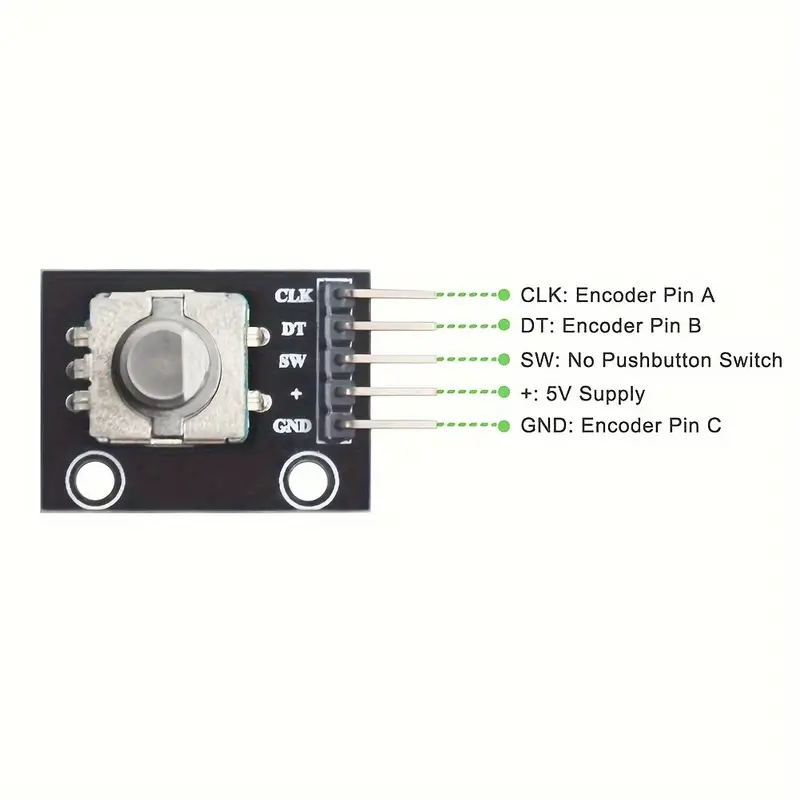 CLK
DT
SW
+
GND
CLK: Encoder Pin A
DT: Encoder Pin B
SW: No Pushbutton Switch
+: 5V Supply
GND: Encoder Pin C